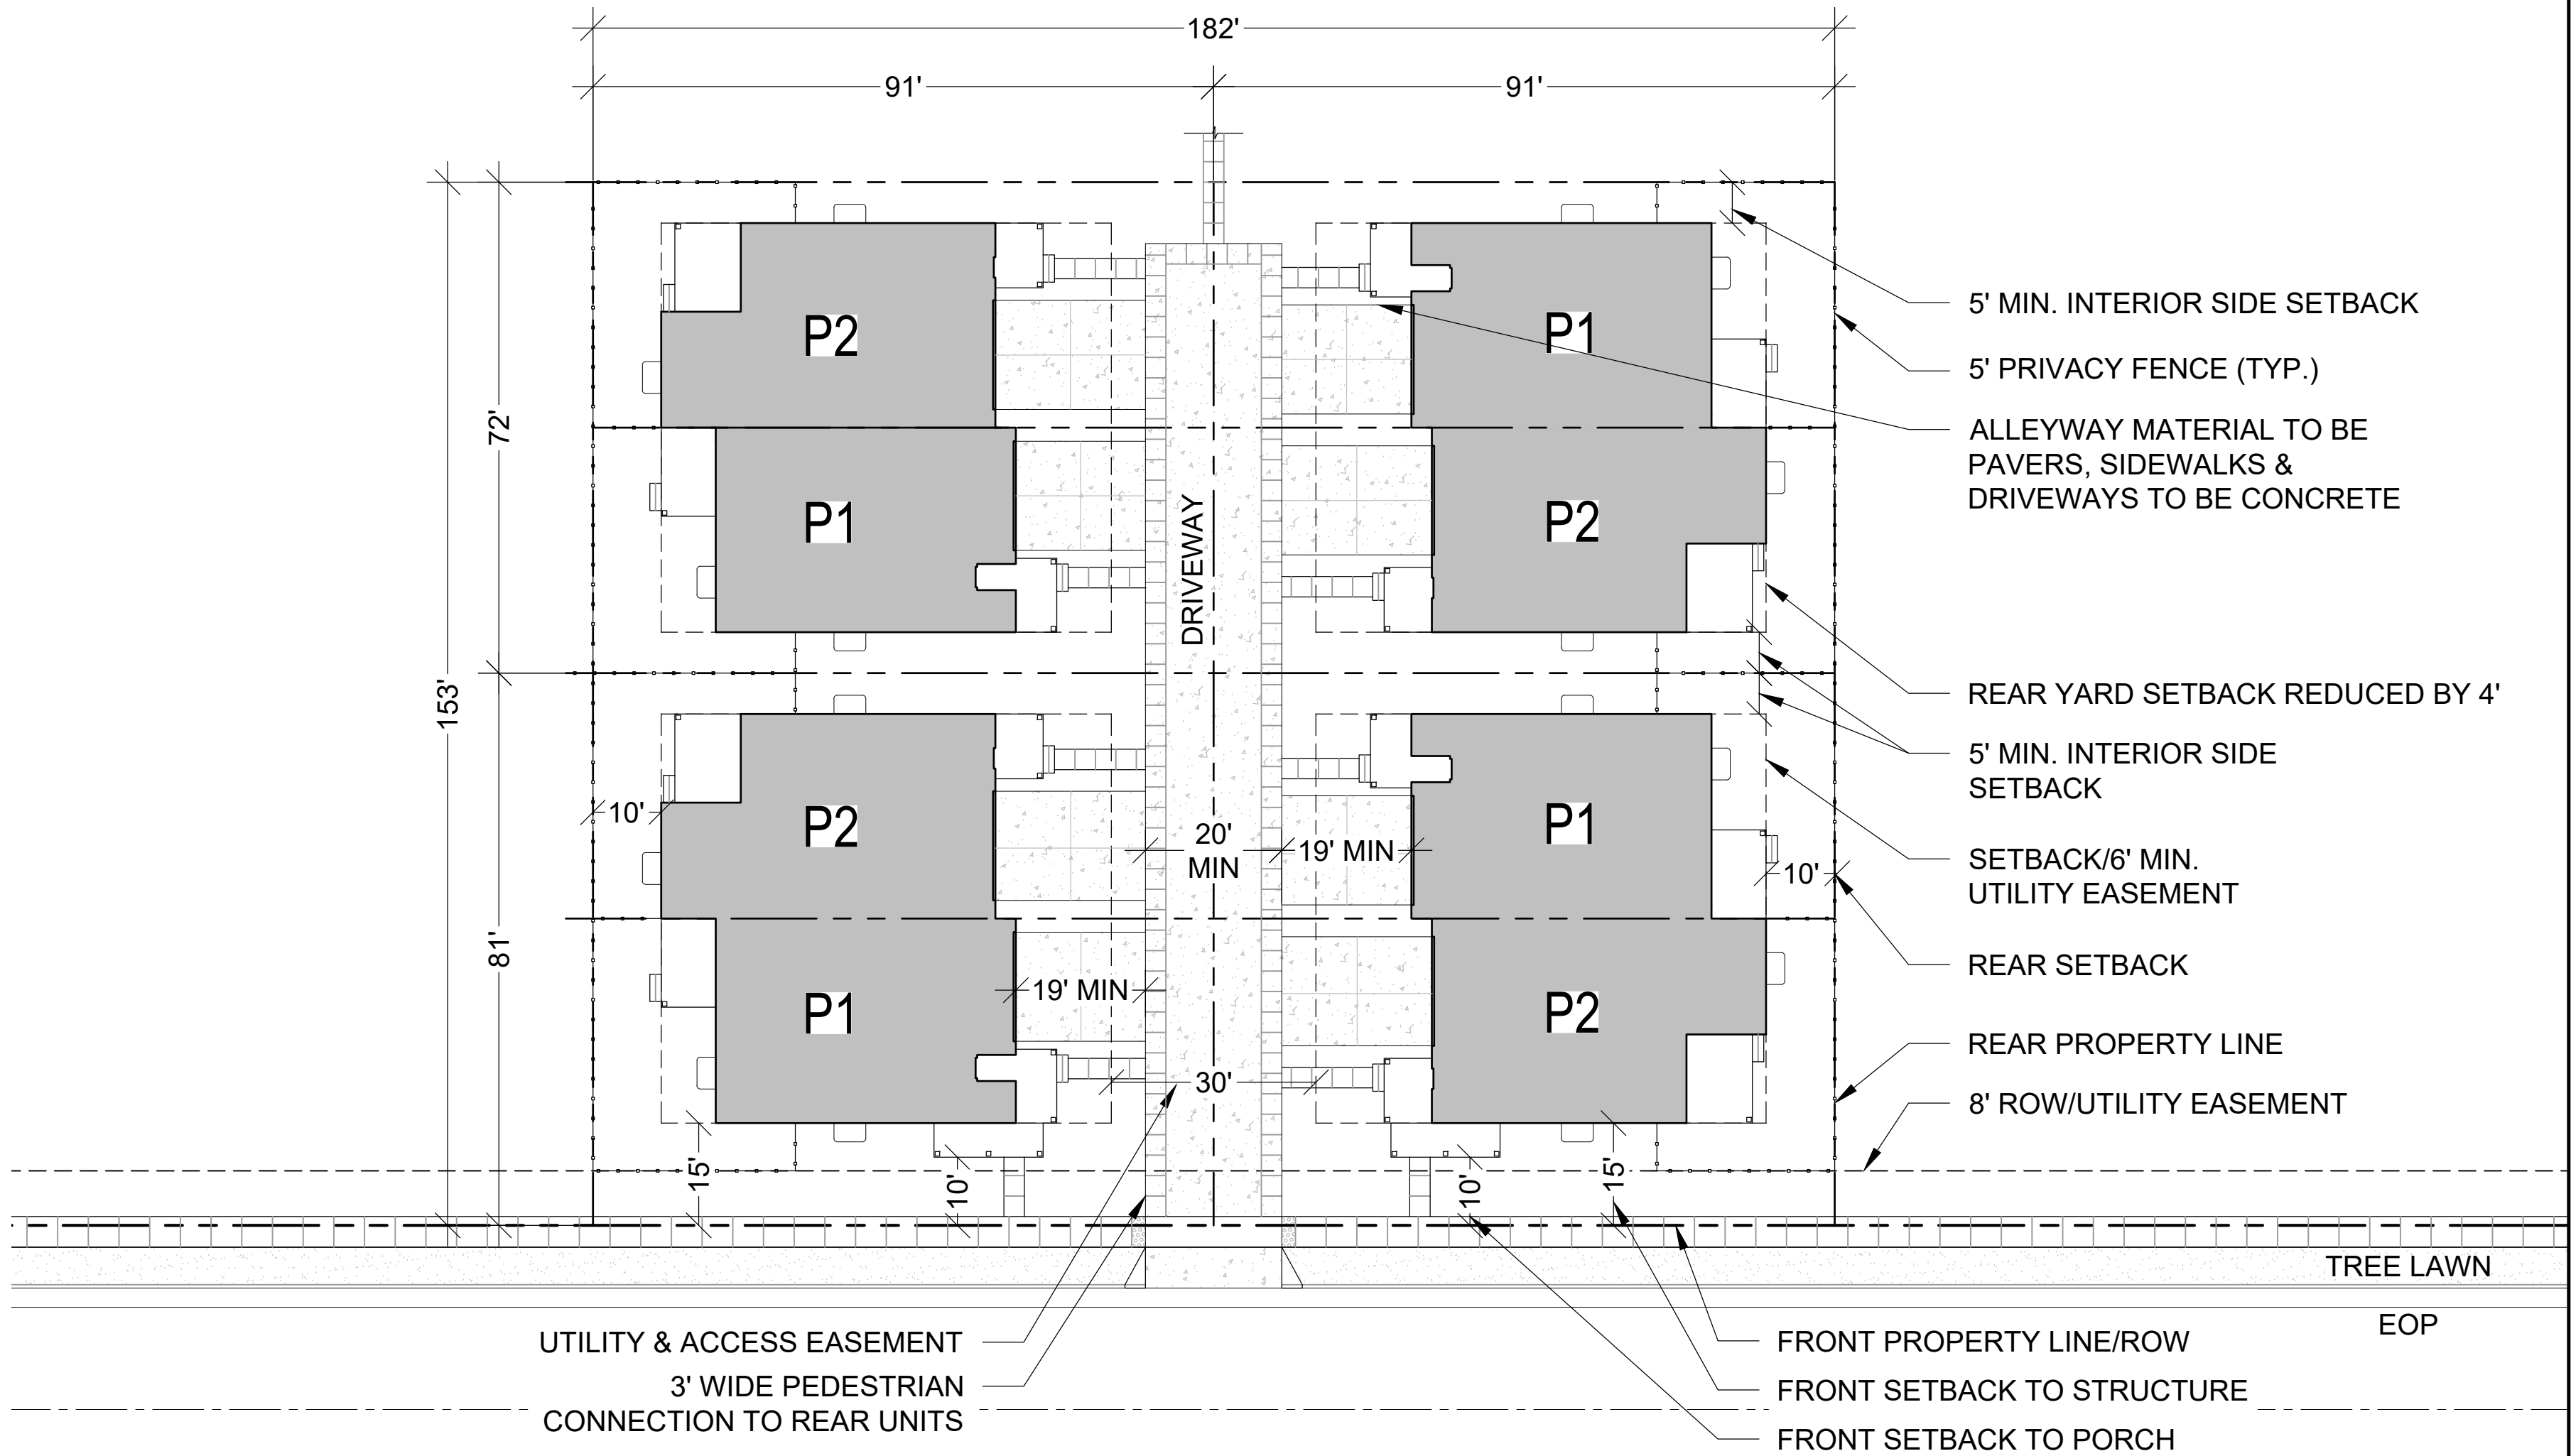 182'
91'
91'
P2
P1
5' MIN. INTERIOR SIDE SETBACK
5' PRIVACY FENCE (TYP.)
72'
ALLEYWAY MATERIAL TO BE
PAVERS, SIDEWALKS &
DRIVEWAYS TO BE CONCRETE
P1
P2
DRIVEWAY
153'
REAR YARD SETBACK REDUCED BY 4'
5' MIN. INTERIOR SIDE
SETBACK
10'
P2
20'
MIN
19' MIN
P1
10'
SETBACK/6' MIN.
UTILITY EASEMENT
81'
REAR SETBACK
19' MIN
P1
P2
REAR PROPERTY LINE
30'
8' ROW/UTILITY EASEMENT
15'
10'
10'
15'
TREE LAWN
EOP
UTILITY & ACCESS EASEMENT
3' WIDE PEDESTRIAN
CONNECTION TO REAR UNITS
FRONT PROPERTY LINE/ROW
FRONT SETBACK TO STRUCTURE
FRONT SETBACK TO PORCH